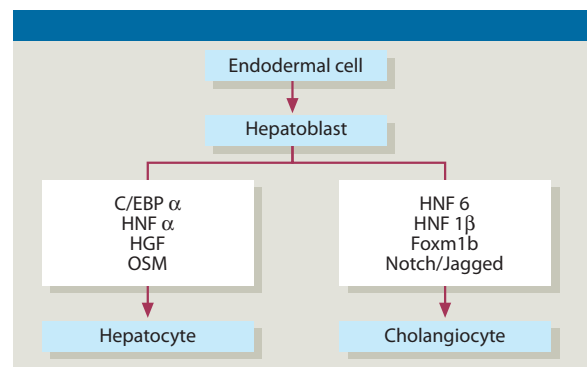 Endodermal cell
Hepatoblast
C/EBP α
HNF α
HGF
OSM
HNF 6
HNF 1β
Foxm1b
Notch/Jagged
Hepatocyte
Cholangiocyte